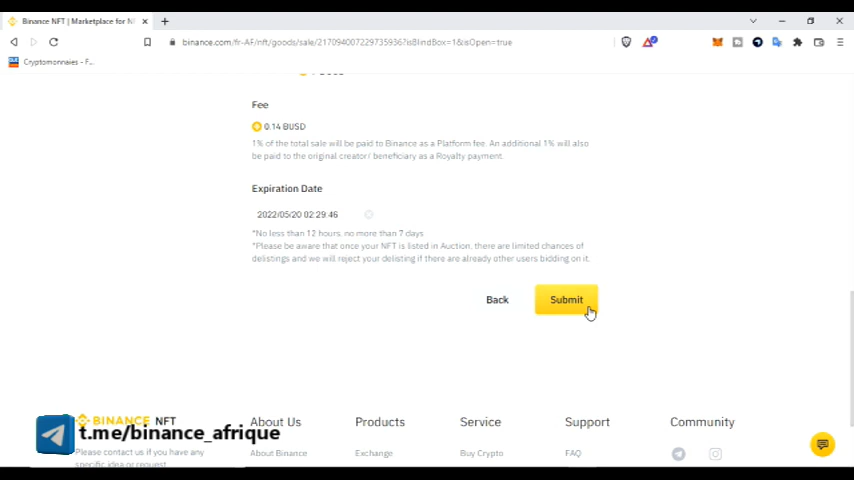 Binance NFT | Marketplace for NF
binance.com/fr-AF/nft/goods/sale/217094007229735936?isBlindBox=1&isOpen=true
Cryptomonnaies - F...
Fee
0.14 BUSD
1% of the total sale will be paid to Binance as a Platform fee. An additional 1% will also
be paid to the original creator/ beneficiary as a Royalty payment.
Expiration Date
2022/05/20 02:29:46
*No less than 12 hours, no more than 7 days
*Please be aware that once your NFT is listed in Auction, there are limited chances of
delistings and we will reject your delisting if there are already other users bidding on it.
Back
Submit
BINANCE NFT
t.me/binance_afrique
Please contact us if you have any
specific idea or request
About Us
About Binance
Products
Exchange
Service
Buy Crypto
Support
FAQ
Community